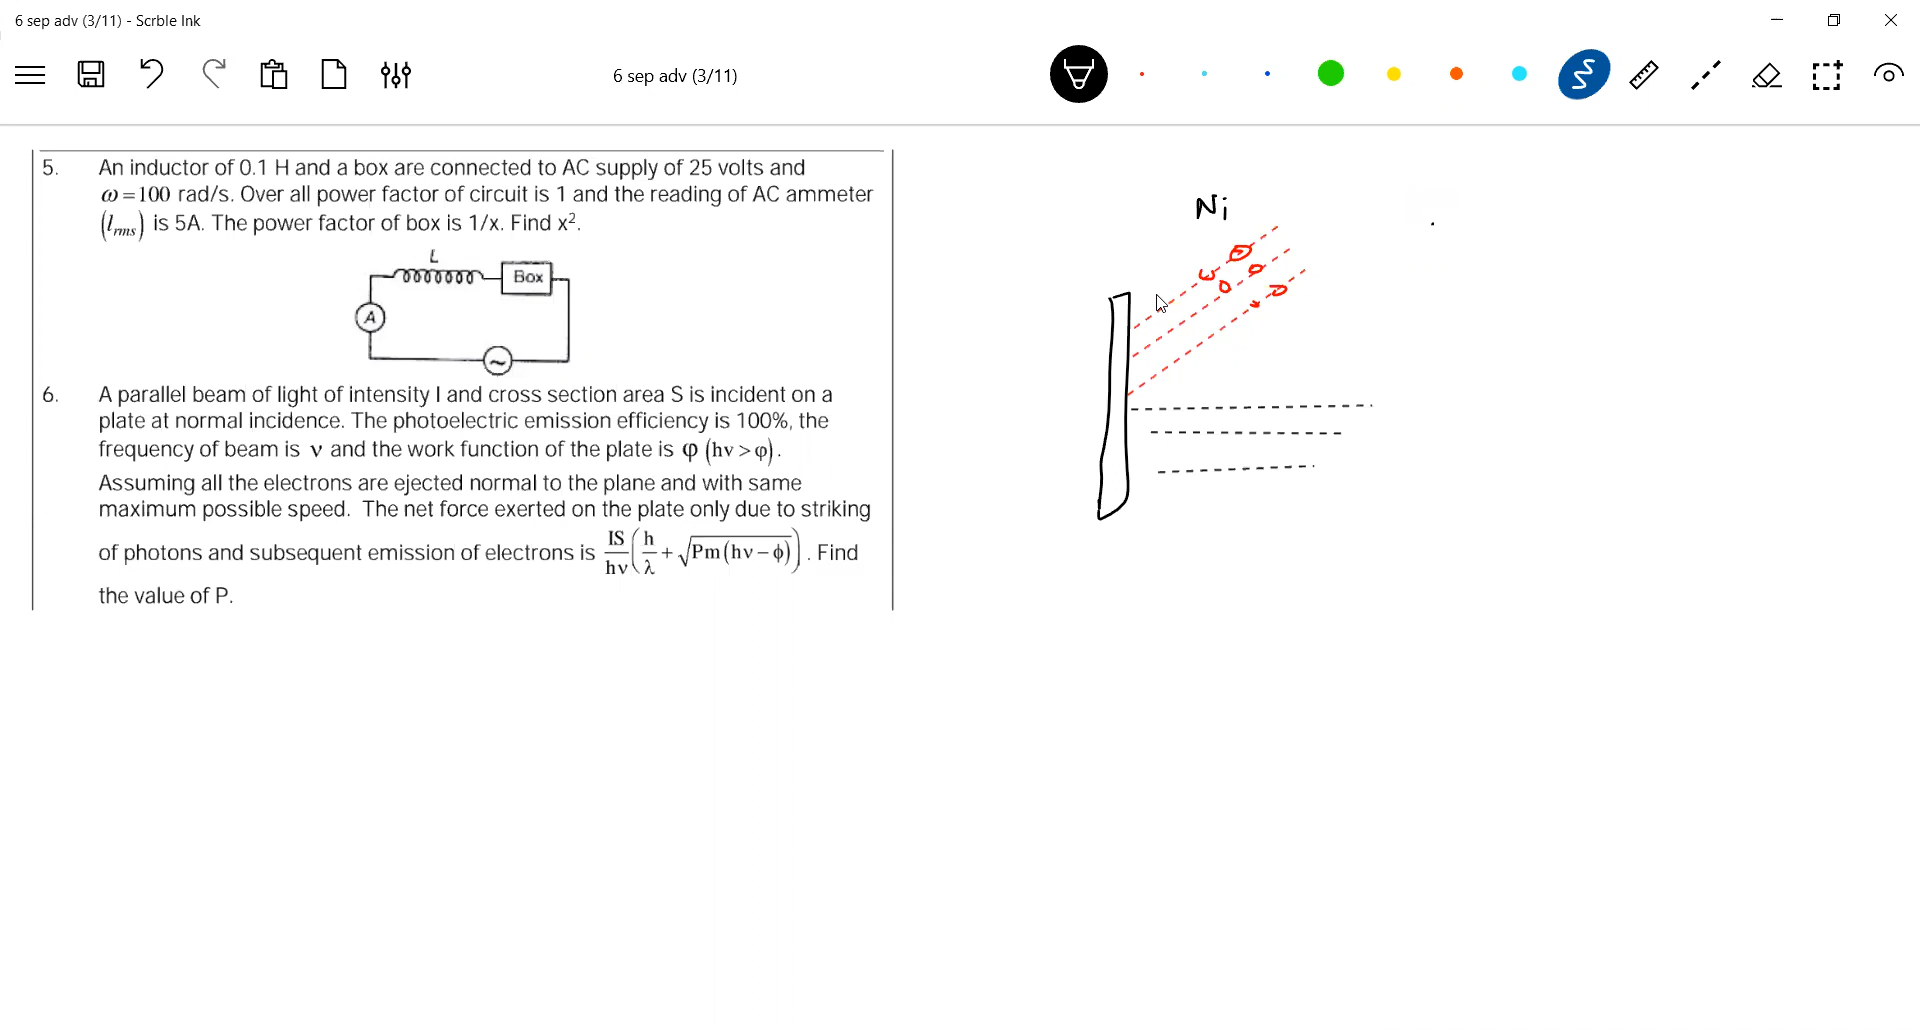 6 sep adv (3/11) - Scrble Ink
6 sep adv (3/11)
5. An inductor of 0.1 H and a box are connected to AC supply of 25 volts and
ω=100 rad/s. Over all power factor of circuit is 1 and the reading of AC ammeter
(I_rms) is 5A. The power factor of box is 1/x. Find x².
L
Box
A
~
6. A parallel beam of light of intensity I and cross section area S is incident on a
plate at normal incidence. The photoelectric emission efficiency is 100%, the
frequency of beam is ν and the work function of the plate is φ (hν > φ).
Assuming all the electrons are ejected normal to the plane and with same
maximum possible speed. The net force exerted on the plate only due to striking
of photons and subsequent emission of electrons is IS/hν (h/λ + √(Pm(hν − ϕ))). Find
the value of P.
Ni